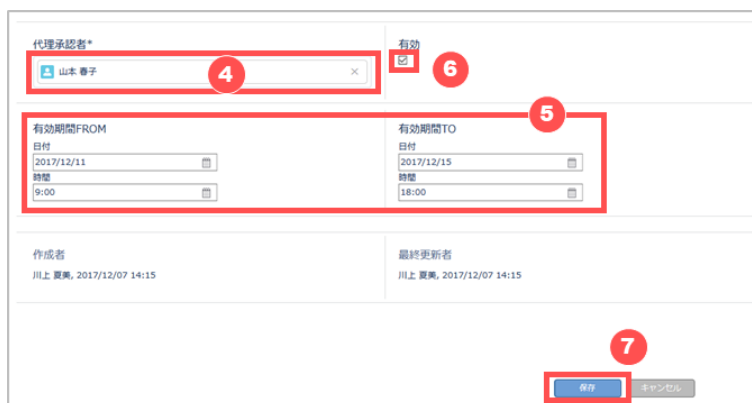 代理承認者*
有効
山本 春子
4
6
5
有効期間FROM
有効期間TO
日付
日付
2017/12/11
2017/12/15
時間
時間
9:00
18:00
作成者
最終更新者
川上 夏美, 2017/12/07 14:15
川上 夏美, 2017/12/07 14:15
7
保存
キャンセル